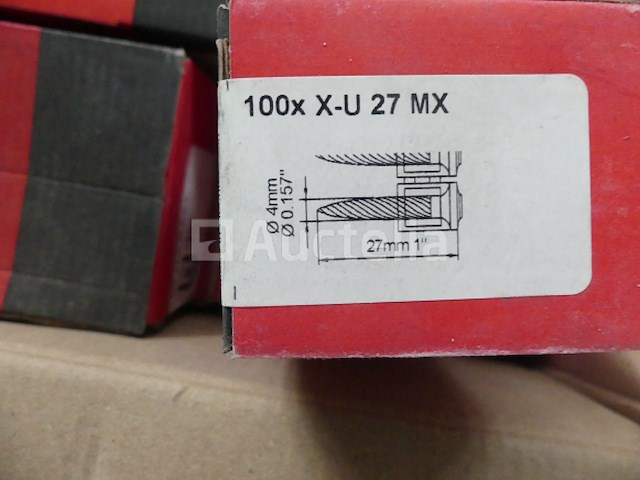 100x X-U 27 MX
Ø 4mm
Ø 0.157"
27mm 1"
Auctelia